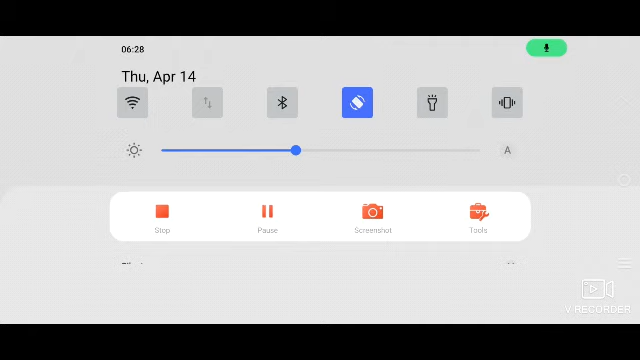 06:28
Thu, Apr 14
A
Stop
Pause
Screenshot
Tools
V RECORDER